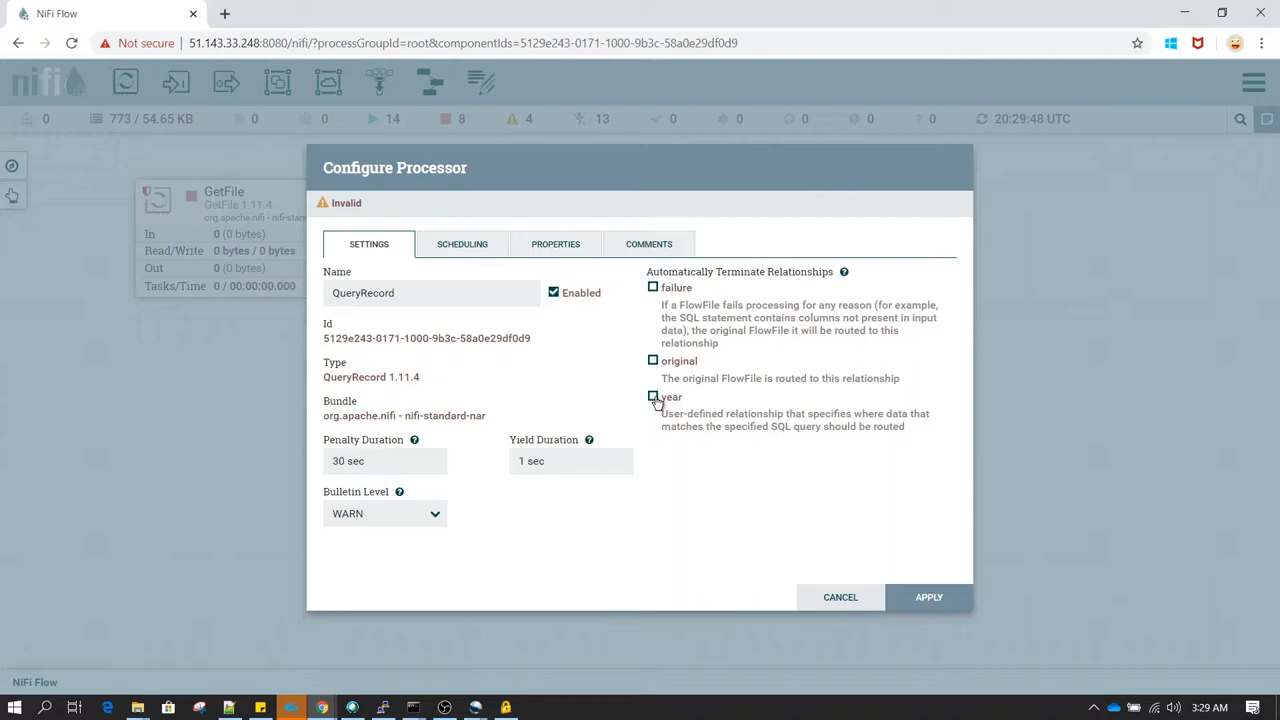 NiFi Flow
Not secure
51.143.33.248:8080/nifi/?processGroupId=root&componentIds=5129e243-0171-1000-9b3c-58a0e29df0d9
nifi
0
773 / 54.65 KB
0
0
14
8
4
13
0
0
0
0
0
20:29:48 UTC
GetFile
GetFile 1.11.4
org.apache.nifi - nifi-stan
In
0 (0 bytes)
Read/Write
0 bytes / 0 bytes
Out
0 (0 bytes)
Tasks/Time
0 / 00:00:00.000
Configure Processor
Invalid
SETTINGS
SCHEDULING
PROPERTIES
COMMENTS
Name
QueryRecord
Enabled
Id
5129e243-0171-1000-9b3c-58a0e29df0d9
Type
QueryRecord 1.11.4
Bundle
org.apache.nifi - nifi-standard-nar
Penalty Duration
Yield Duration
30 sec
1 sec
Bulletin Level
WARN
Automatically Terminate Relationships
failure
If a FlowFile fails processing for any reason (for example,
the SQL statement contains columns not present in input
data), the original FlowFile it will be routed to this
relationship
original
The original FlowFile is routed to this relationship
year
User-defined relationship that specifies where data that
matches the specified SQL query should be routed
CANCEL
APPLY
NiFi Flow
3:29 AM